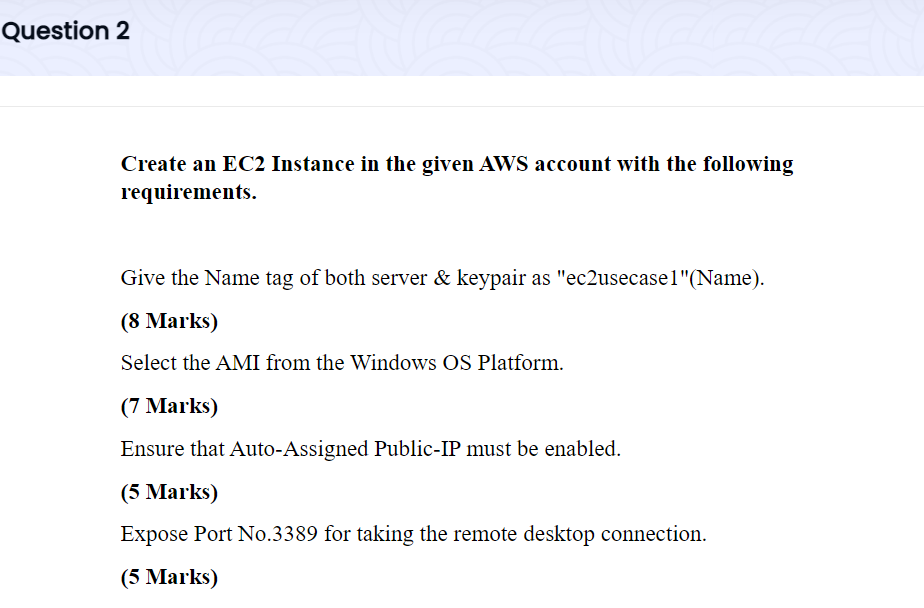 Question 2
Create an EC2 Instance in the given AWS account with the following
requirements.
Give the Name tag of both server & keypair as "ec2usecase1"(Name).
(8 Marks)
Select the AMI from the Windows OS Platform.
(7 Marks)
Ensure that Auto-Assigned Public-IP must be enabled.
(5 Marks)
Expose Port No.3389 for taking the remote desktop connection.
(5 Marks)